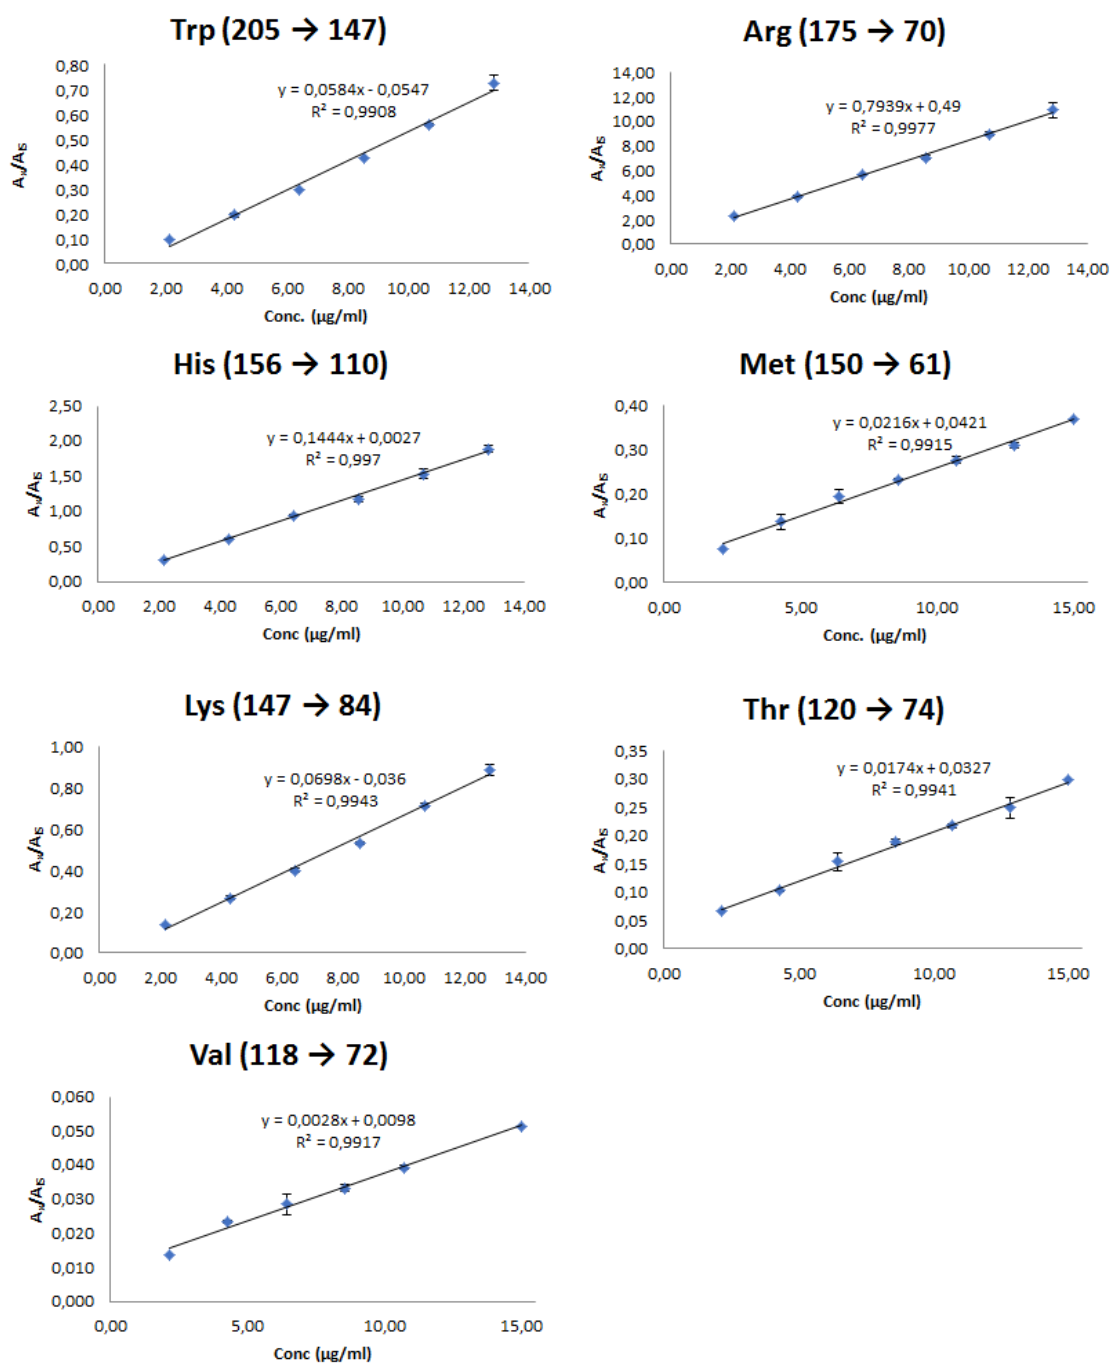 Trp (205 → 147)
y = 0,0584x - 0,0547
R² = 0,9908
0,80
0,70
0,60
0,50
0,40
0,30
0,20
0,10
0,00
0,00 2,00 4,00 6,00 8,00 10,00 12,00 14,00
Conc. (µg/ml)
Arg (175 → 70)
y = 0,7939x + 0,49
R² = 0,9977
14,00
12,00
10,00
8,00
6,00
4,00
2,00
0,00
0,00 2,00 4,00 6,00 8,00 10,00 12,00 14,00
Conc (µg/ml)
His (156 → 110)
y = 0,1444x + 0,0027
R² = 0,997
2,50
2,00
1,50
1,00
0,50
0,00
0,00 2,00 4,00 6,00 8,00 10,00 12,00 14,00
Conc (µg/ml)
Met (150 → 61)
y = 0,0216x + 0,0421
R² = 0,9915
0,40
0,30
0,20
0,10
0,00
0,00 5,00 10,00 15,00
Conc. (µg/ml)
Lys (147 → 84)
y = 0,0698x - 0,036
R² = 0,9943
1,00
0,80
0,60
0,40
0,20
0,00
0,00 2,00 4,00 6,00 8,00 10,00 12,00 14,00
Conc (µg/ml)
Thr (120 → 74)
y = 0,0174x + 0,0327
R² = 0,9941
0,35
0,30
0,25
0,20
0,15
0,10
0,05
0,00
0,00 5,00 10,00 15,00
Conc (µg/ml)
Val (118 → 72)
y = 0,0028x + 0,0098
R² = 0,9917
0,060
0,050
0,040
0,030
0,020
0,010
0,000
0,00 5,00 10,00 15,00
Conc (µg/ml)